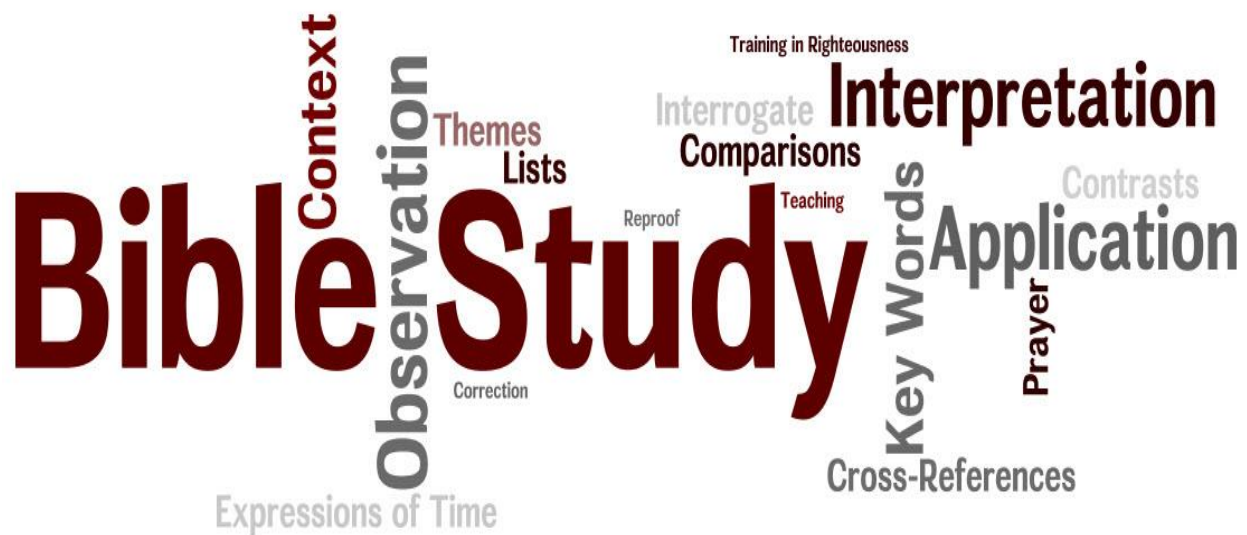 Training in Righteousness
Context
Observation
Themes
Interrogate
Interpretation
Lists
Comparisons
Bible Study
Teaching
Reproof
Key Words
Contrasts
Application
Prayer
Correction
Cross-References
Expressions of Time